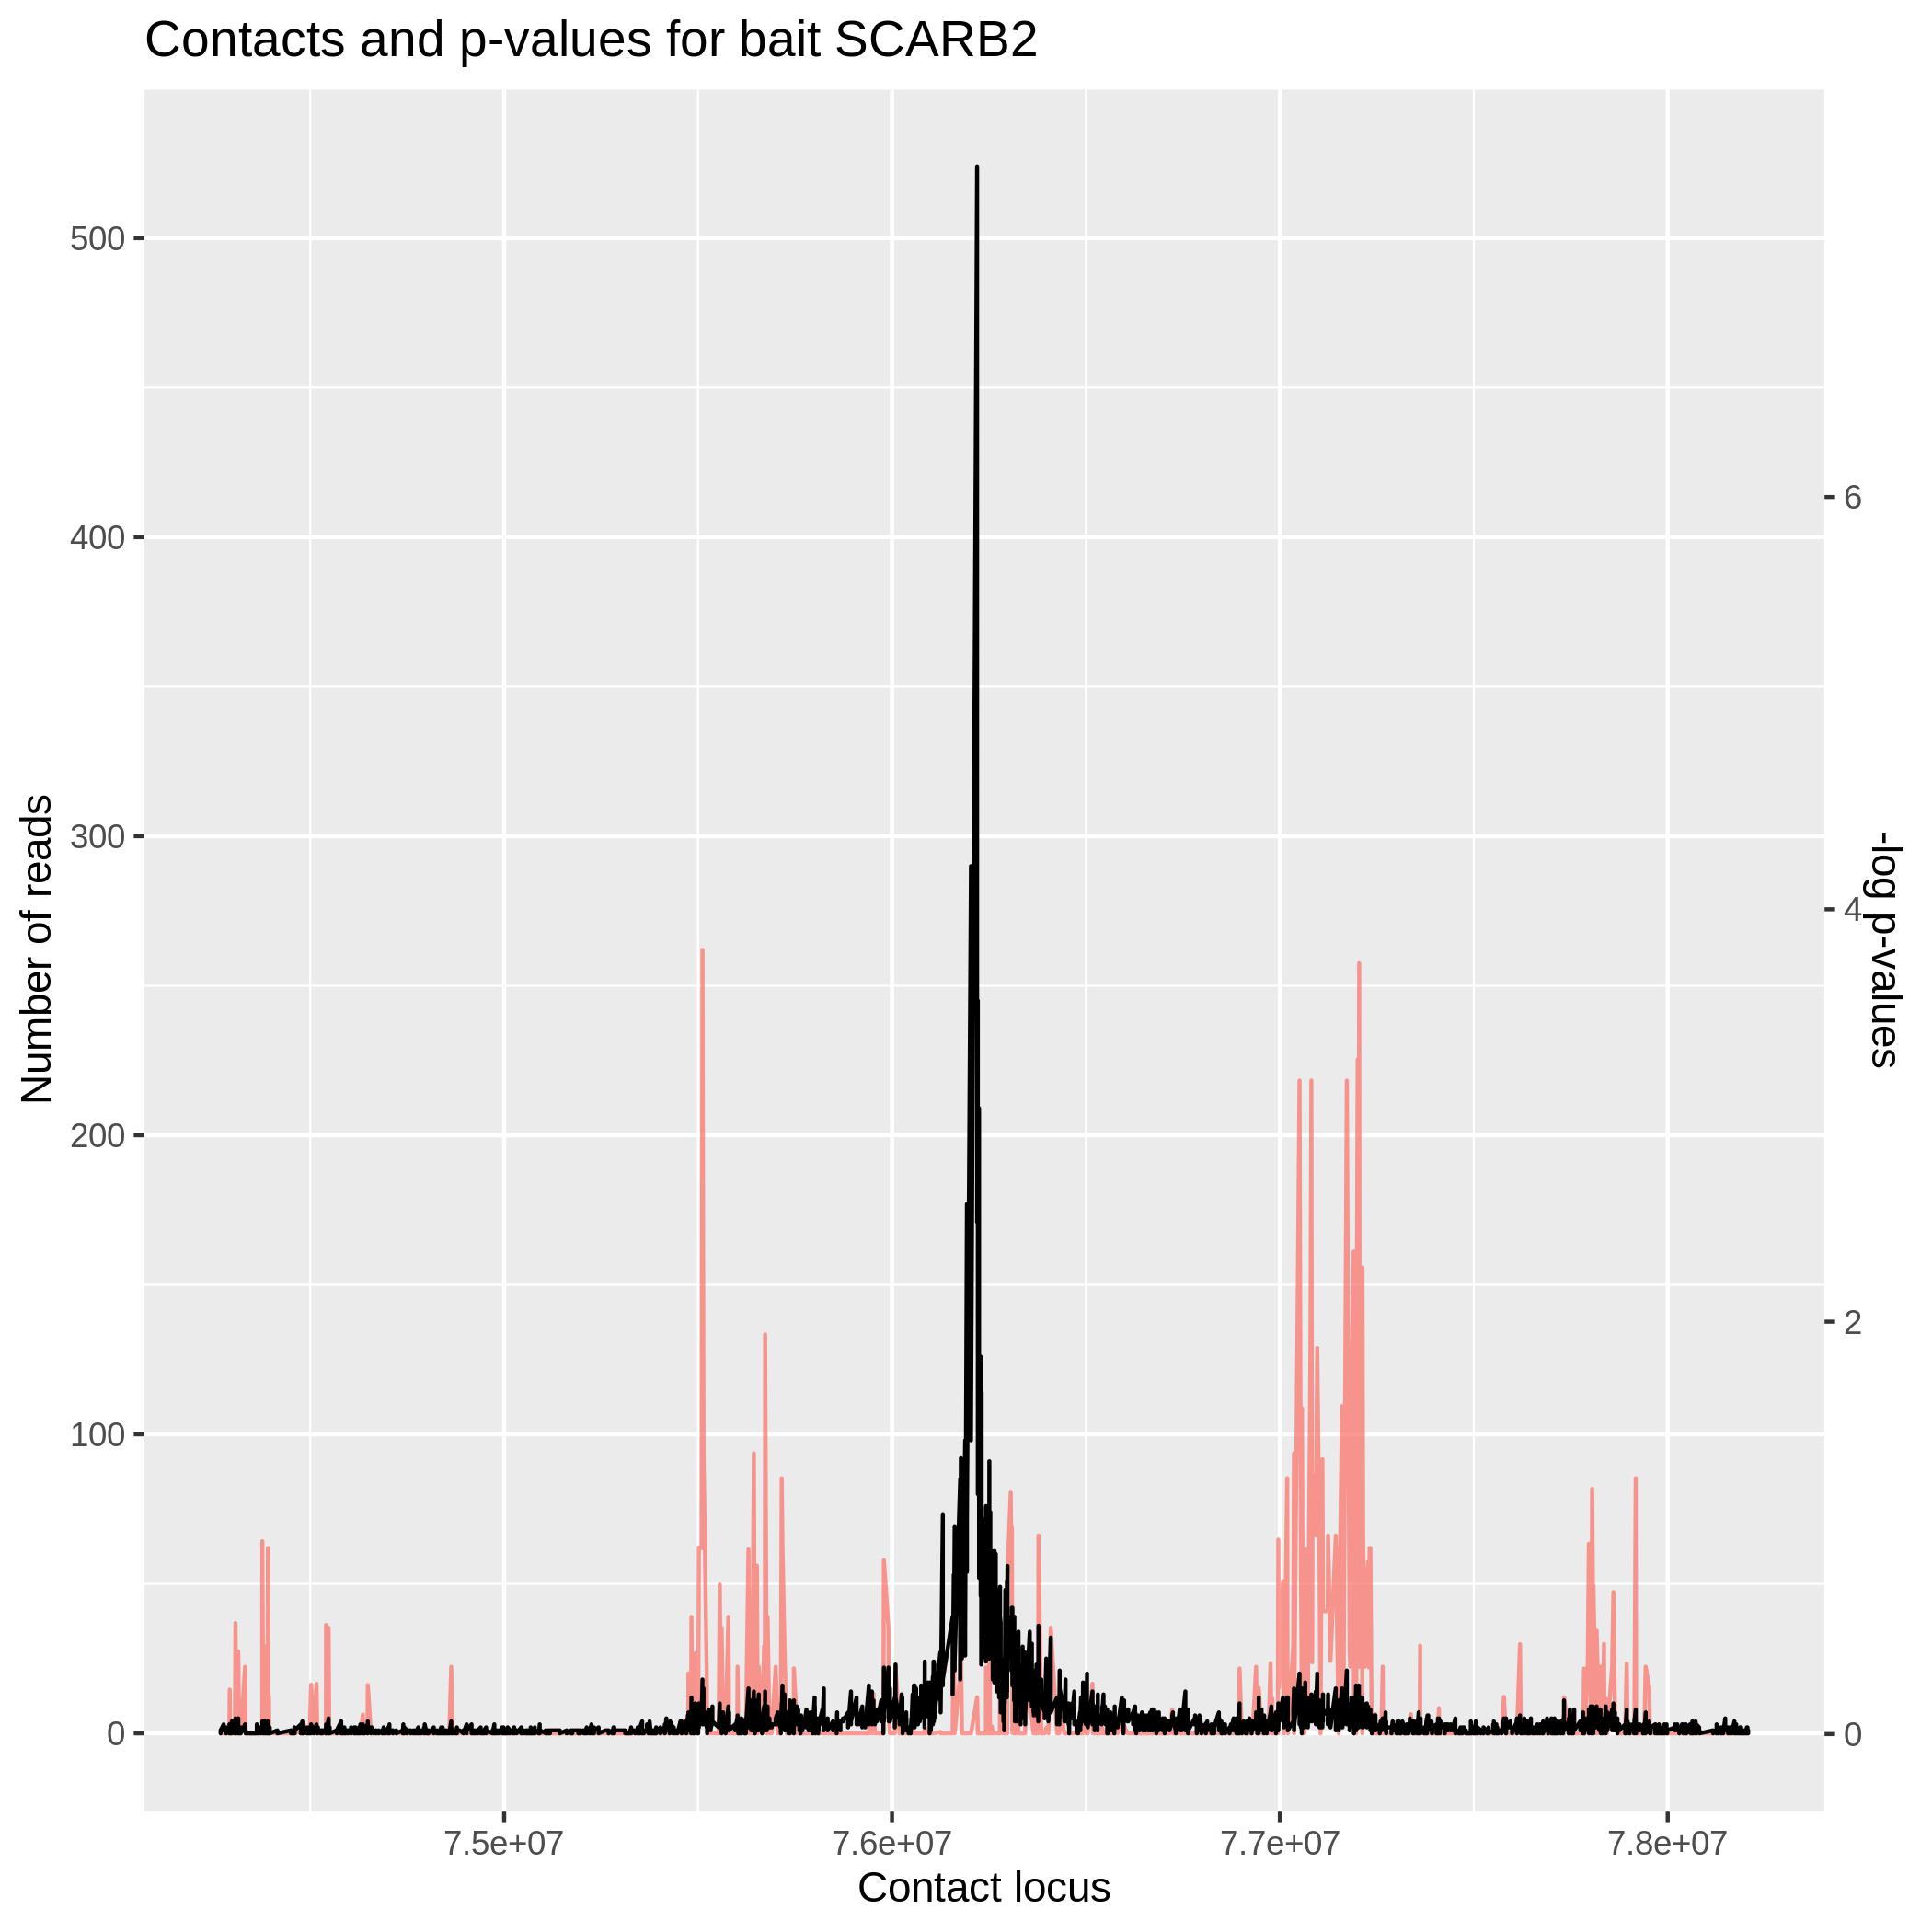 Contacts and p-values for bait SCARB2
Number of reads
500
400
300
200
100
0
6
4
2
0
-log p-values
7.5e+07 7.6e+07 7.7e+07 7.8e+07
Contact locus